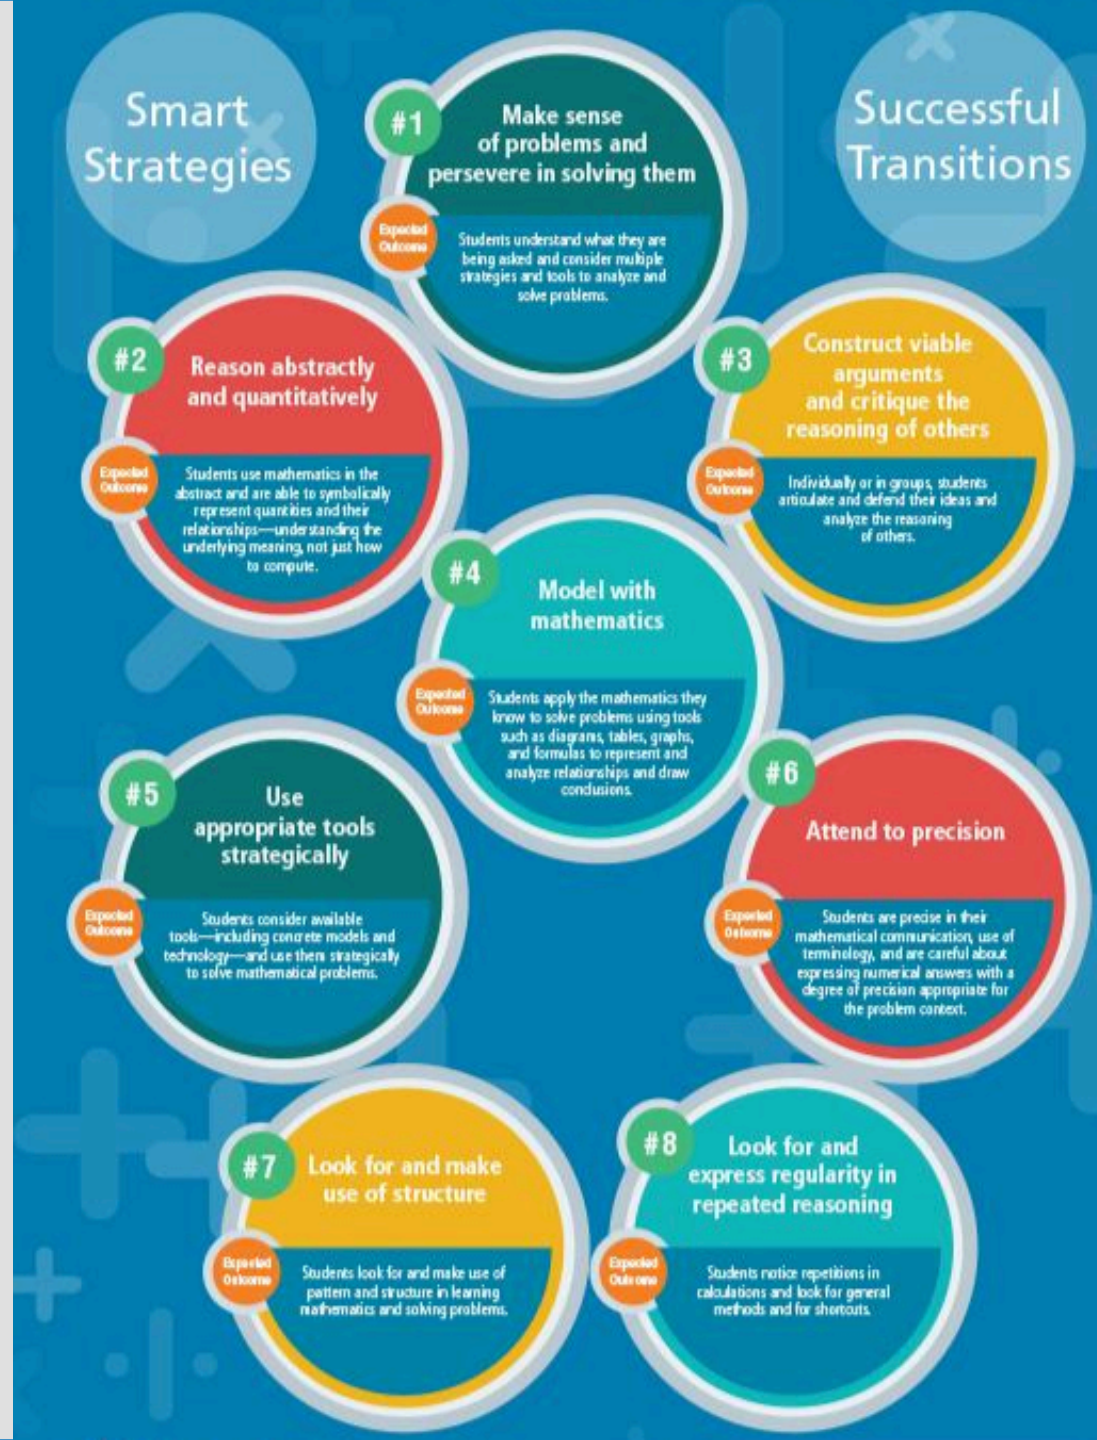 Smart
Strategies
Successful
Transitions
#1
Make sense
of problems and
persevere in solving them
Expected
Outcome
Students understand what they are
being asked and consider multiple
strategies and tools to analyze and
solve problems.
#2
Reason abstractly
and quantitatively
Expected
Outcome
Students use mathematics in the
abstract and are able to symbolically
represent quantities and their
relationships—understanding the
underlying meaning, not just how
to compute.
#3
Construct viable
arguments
and critique the
reasoning of others
Expected
Outcome
Individually or in groups, students
articulate and defend their ideas and
analyze the reasoning
of others.
#4
Model with
mathematics
Expected
Outcome
Students apply the mathematics they
know to solve problems using tools
such as diagrams, tables, graphs,
and formulas to represent and
analyze relationships and draw
conclusions.
#5
Use
appropriate tools
strategically
Expected
Outcome
Students consider available
tools—including concrete models and
technology—and use them strategically
to solve mathematical problems.
#6
Attend to precision
Expected
Outcome
Students are precise in their
mathematical communication, use of
terminology, and are careful about
expressing numerical answers with a
degree of precision appropriate for
the problem context.
#7
Look for and make
use of structure
Expected
Outcome
Students look for and make use of
pattern and structure in learning
mathematics and solving problems.
#8
Look for and
express regularity in
repeated reasoning
Expected
Outcome
Students notice repetitions in
calculations and look for general
methods and for shortcuts.